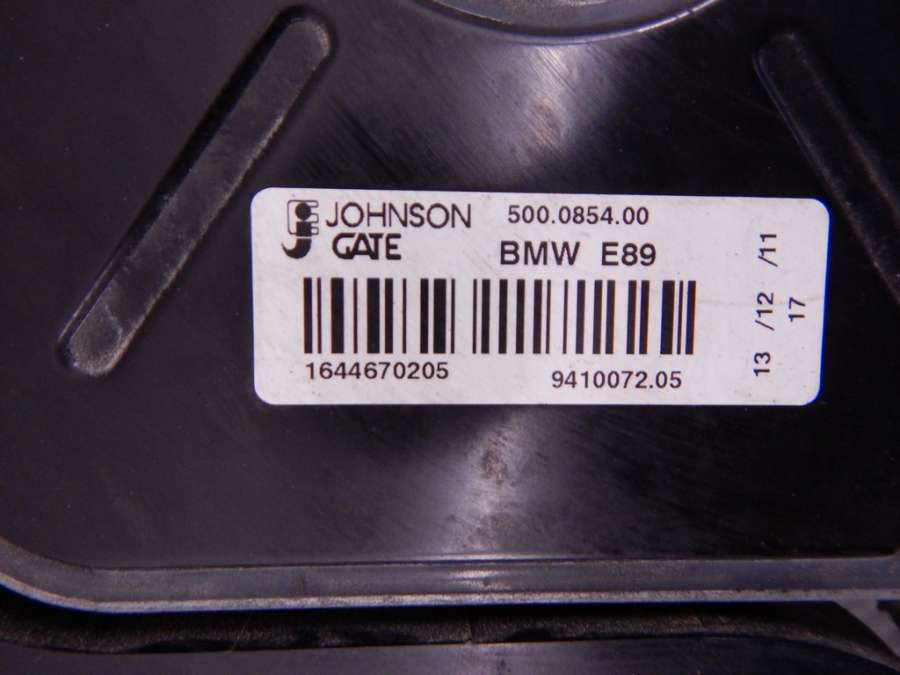 JOHNSON
GATE
500.0854.00
BMW E89
1644670205
9410072.05
13 /12 /11
17